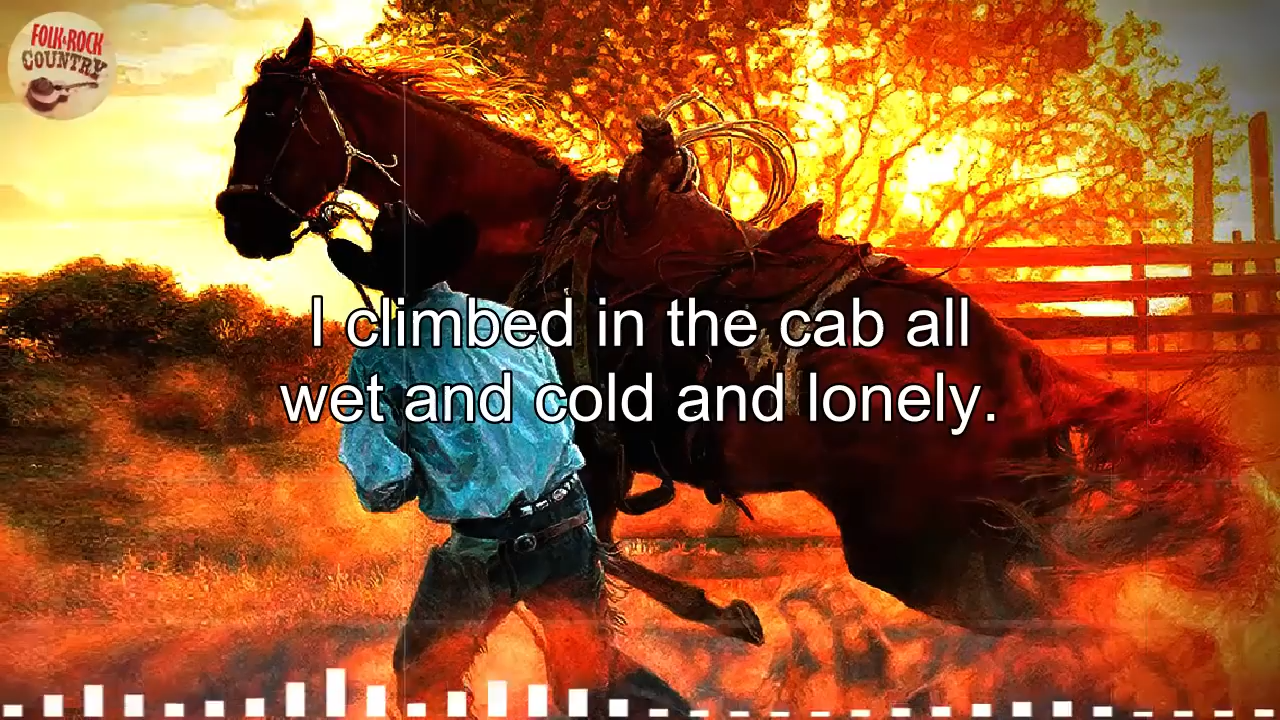 FOLK & ROCK
COUNTRY
I climbed in the cab all
wet and cold and lonely.